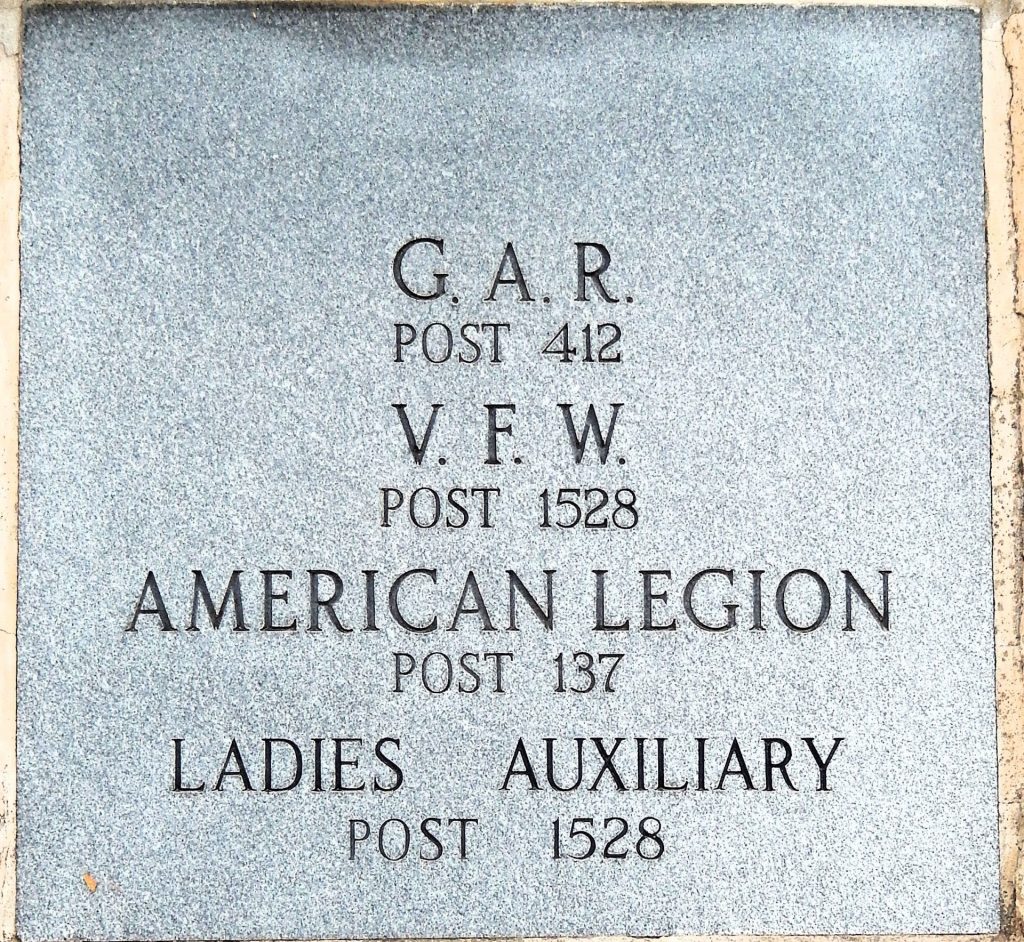 G. A. R.
POST 412
V. F. W.
POST 1528
AMERICAN LEGION
POST 137
LADIES AUXILIARY
POST 1528